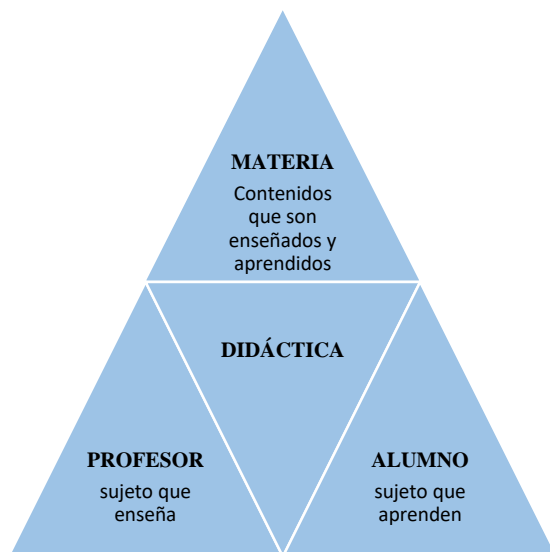 MATERIA
Contenidos
que son
enseñados y
aprendidos
DIDÁCTICA
PROFESOR
sujeto que
enseña
ALUMNO
sujeto que
aprenden